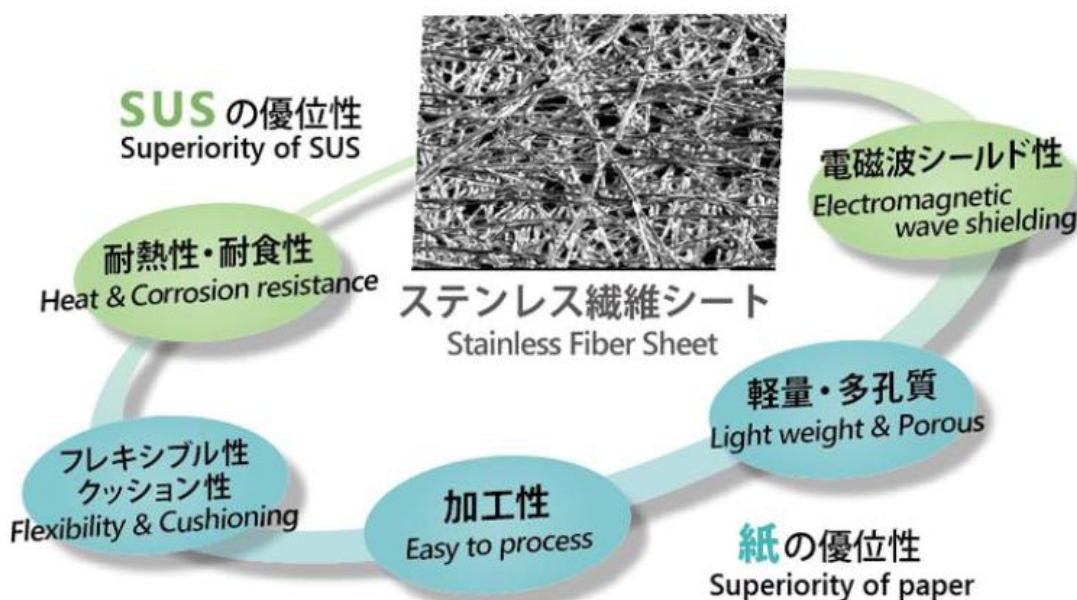 SUSの優位性
Superiority of SUS
電磁波シールド性
Electromagnetic
wave shielding
耐熱性・耐食性
Heat & Corrosion resistance
ステンレス繊維シート
Stainless Fiber Sheet
軽量・多孔質
Light weight & Porous
フレキシブル性
クッション性
Flexibility & Cushioning
加工性
Easy to process
紙の優位性
Superiority of paper